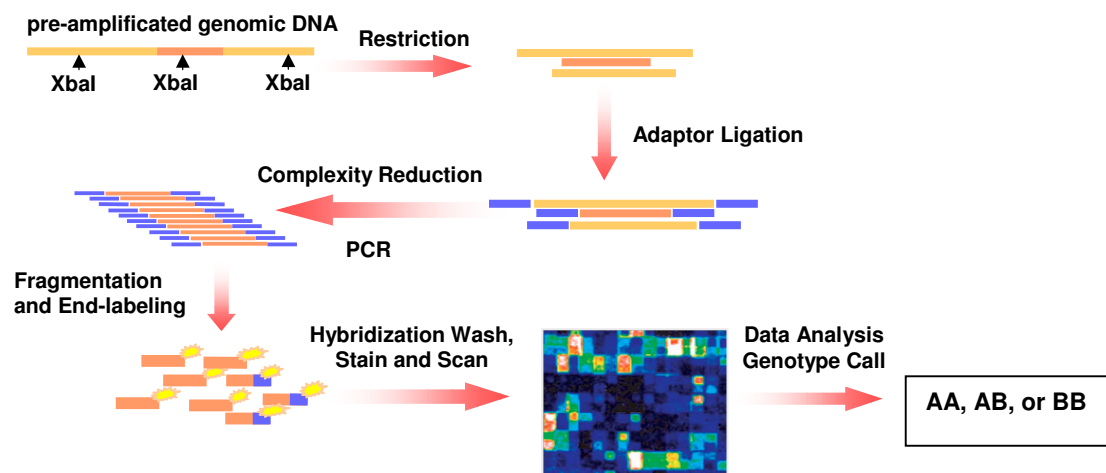 pre-amplificated genomic DNA
XbaI XbaI XbaI
Restriction
Adaptor Ligation
Complexity Reduction
PCR
Fragmentation
and End-labeling
Hybridization Wash,
Stain and Scan
Data Analysis
Genotype Call
AA, AB, or BB